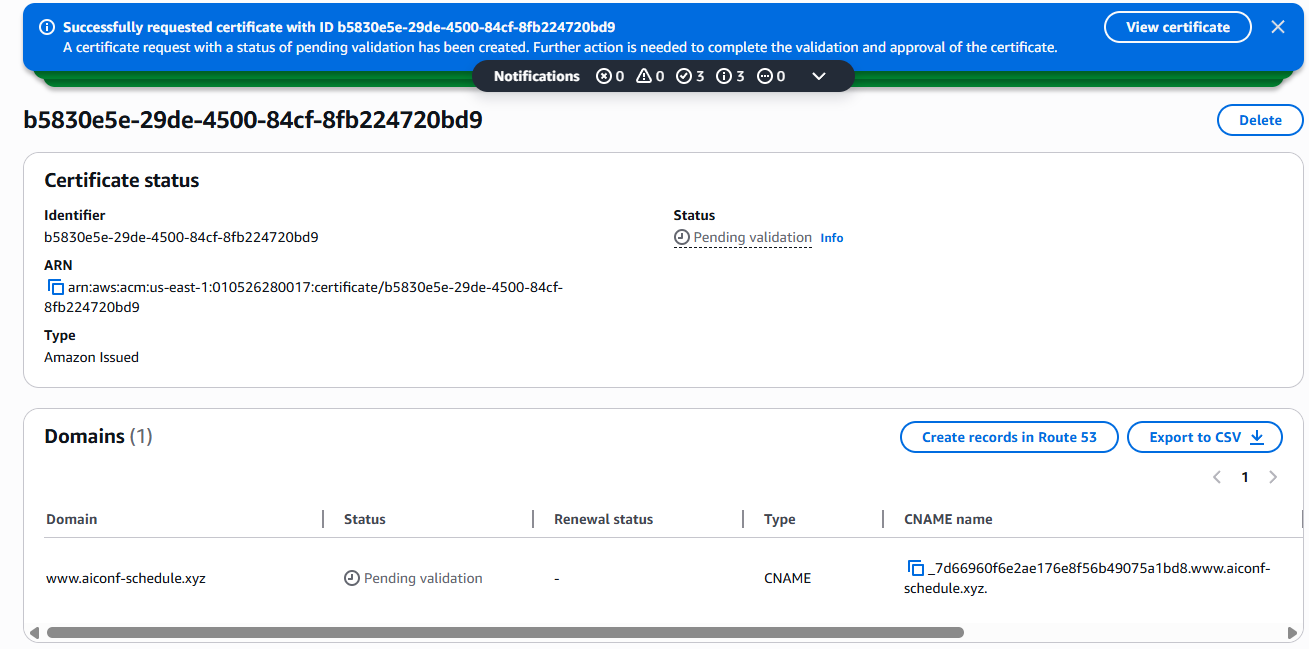 Successfully requested certificate with ID b5830e5e-29de-4500-84cf-8fb224720bd9
A certificate request with a status of pending validation has been created. Further action is needed to complete the validation and approval of the certificate.
View certificate
Notifications 0 0 3 3 0
b5830e5e-29de-4500-84cf-8fb224720bd9
Delete
Certificate status
Identifier
b5830e5e-29de-4500-84cf-8fb224720bd9
ARN
arn:aws:acm:us-east-1:010526280017:certificate/b5830e5e-29de-4500-84cf-
8fb224720bd9
Type
Amazon Issued
Status
Pending validation Info
Domains (1)
Create records in Route 53
Export to CSV
1
Domain Status Renewal status Type CNAME name
www.aiconf-schedule.xyz Pending validation - CNAME _7d66960f6e2ae176e8f56b49075a1bd8.www.aiconf-
schedule.xyz.